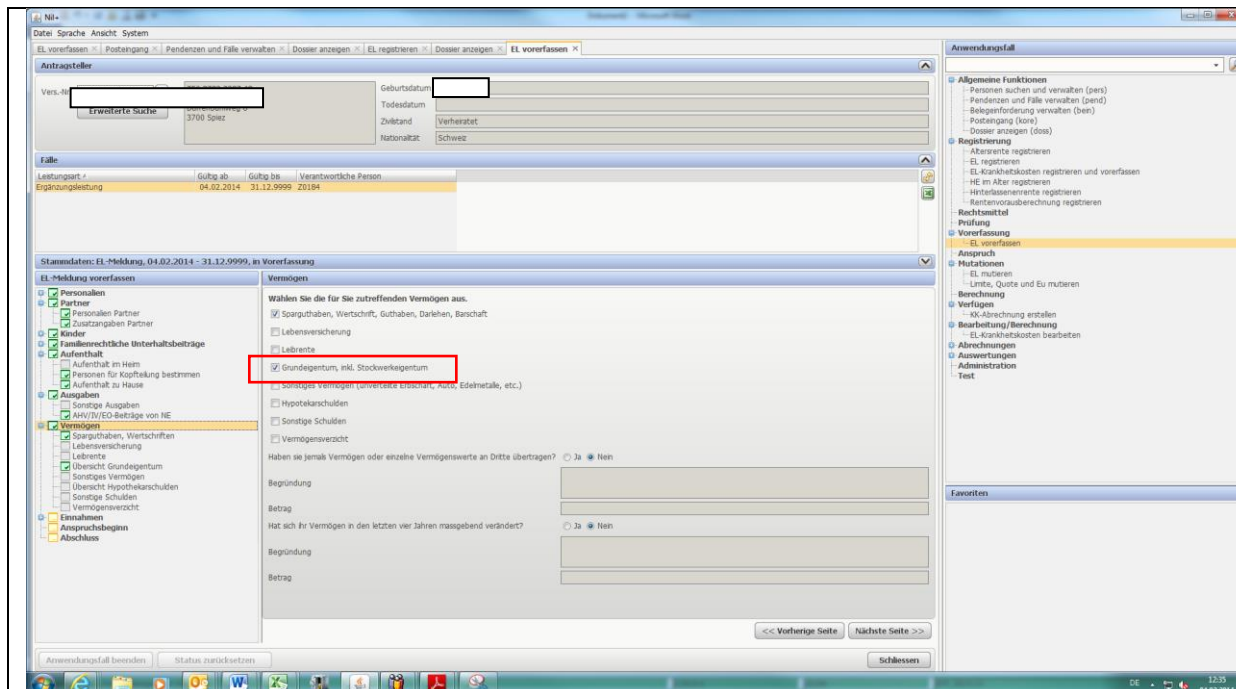 Nil+
Datei Sprache Ansicht System
EL vorerfassen × Posteingang × Pendenzen und Fälle verwalten × Dossier anzeigen × EL registrieren × Dossier anzeigen × EL vorerfassen ×
Antragsteller
Vers.-Nr
Erweiterte Suche
3700 Spiez
Geburtsdatum
Todesdatum
Zivilstand Verheiratet
Nationalität Schweiz
Fälle
Leistungsart Gültig ab Gültig bis Verantwortliche Person
Ergänzungsleistung 04.02.2014 31.12.9999 Z0184
Stammdaten: EL-Meldung, 04.02.2014 - 31.12.9999, in Vorerfassung
EL-Meldung vorerfassen
Personalien
Partner
Personalien Partner
Zusatzangaben Partner
Kinder
Familienrechtliche Unterhaltsbeiträge
Aufenthalt
Aufenthalt im Heim
Personen für Kopfteilung bestimmen
Aufenthalt zu Hause
Ausgaben
Sonstige Ausgaben
AHV/IV/EO-Beiträge von NE
Vermögen
Sparguthaben, Wertschriften
Lebensversicherung
Leibrente
Übersicht Grundeigentum
Sonstiges Vermögen
Übersicht Hypothekarschulden
Sonstige Schulden
Vermögensverzicht
Einnahmen
Anspruchsbeginn
Abschluss
Vermögen
Wählen Sie die für Sie zutreffenden Vermögen aus.
Sparguthaben, Wertschrift, Guthaben, Darlehen, Barschaft
Lebensversicherung
Leibrente
Grundeigentum, inkl. Stockwerkeigentum
Sonstiges Vermögen (unverteilte Erbschaft, Auto, Edelmetalle, etc.)
Hypotekarschulden
Sonstige Schulden
Vermögensverzicht
Haben sie jemals Vermögen oder einzelne Vermögenswerte an Dritte übertragen? Ja Nein
Begründung
Betrag
Hat sich ihr Vermögen in den letzten vier Jahren massgebend verändert? Ja Nein
Begründung
Betrag
<< Vorherige Seite Nächste Seite >>
Anwendungsfall beenden Status zurücksetzen Schliessen
Anwendungsfall
Allgemeine Funktionen
Personen suchen und verwalten (pers)
Pendenzen und Fälle verwalten (pend)
Belegeinforderung verwalten (bein)
Posteingang (kore)
Dossier anzeigen (doss)
Registrierung
Altersrente registrieren
EL registrieren
EL-Krankheitskosten registrieren und vorerfassen
HE im Alter registrieren
Hinterlassenenrente registrieren
Rentenvorausberechnung registrieren
Rechtsmittel
Prüfung
Vorerfassung
EL vorerfassen
Anspruch
Mutationen
EL mutieren
Limite, Quote und Eu mutieren
Berechnung
Verfügen
KK-Abrechnung erstellen
Bearbeitung/Berechnung
EL-Krankheitskosten bearbeiten
Abrechnungen
Auswertungen
Administration
Test
Favoriten
DE 12:35